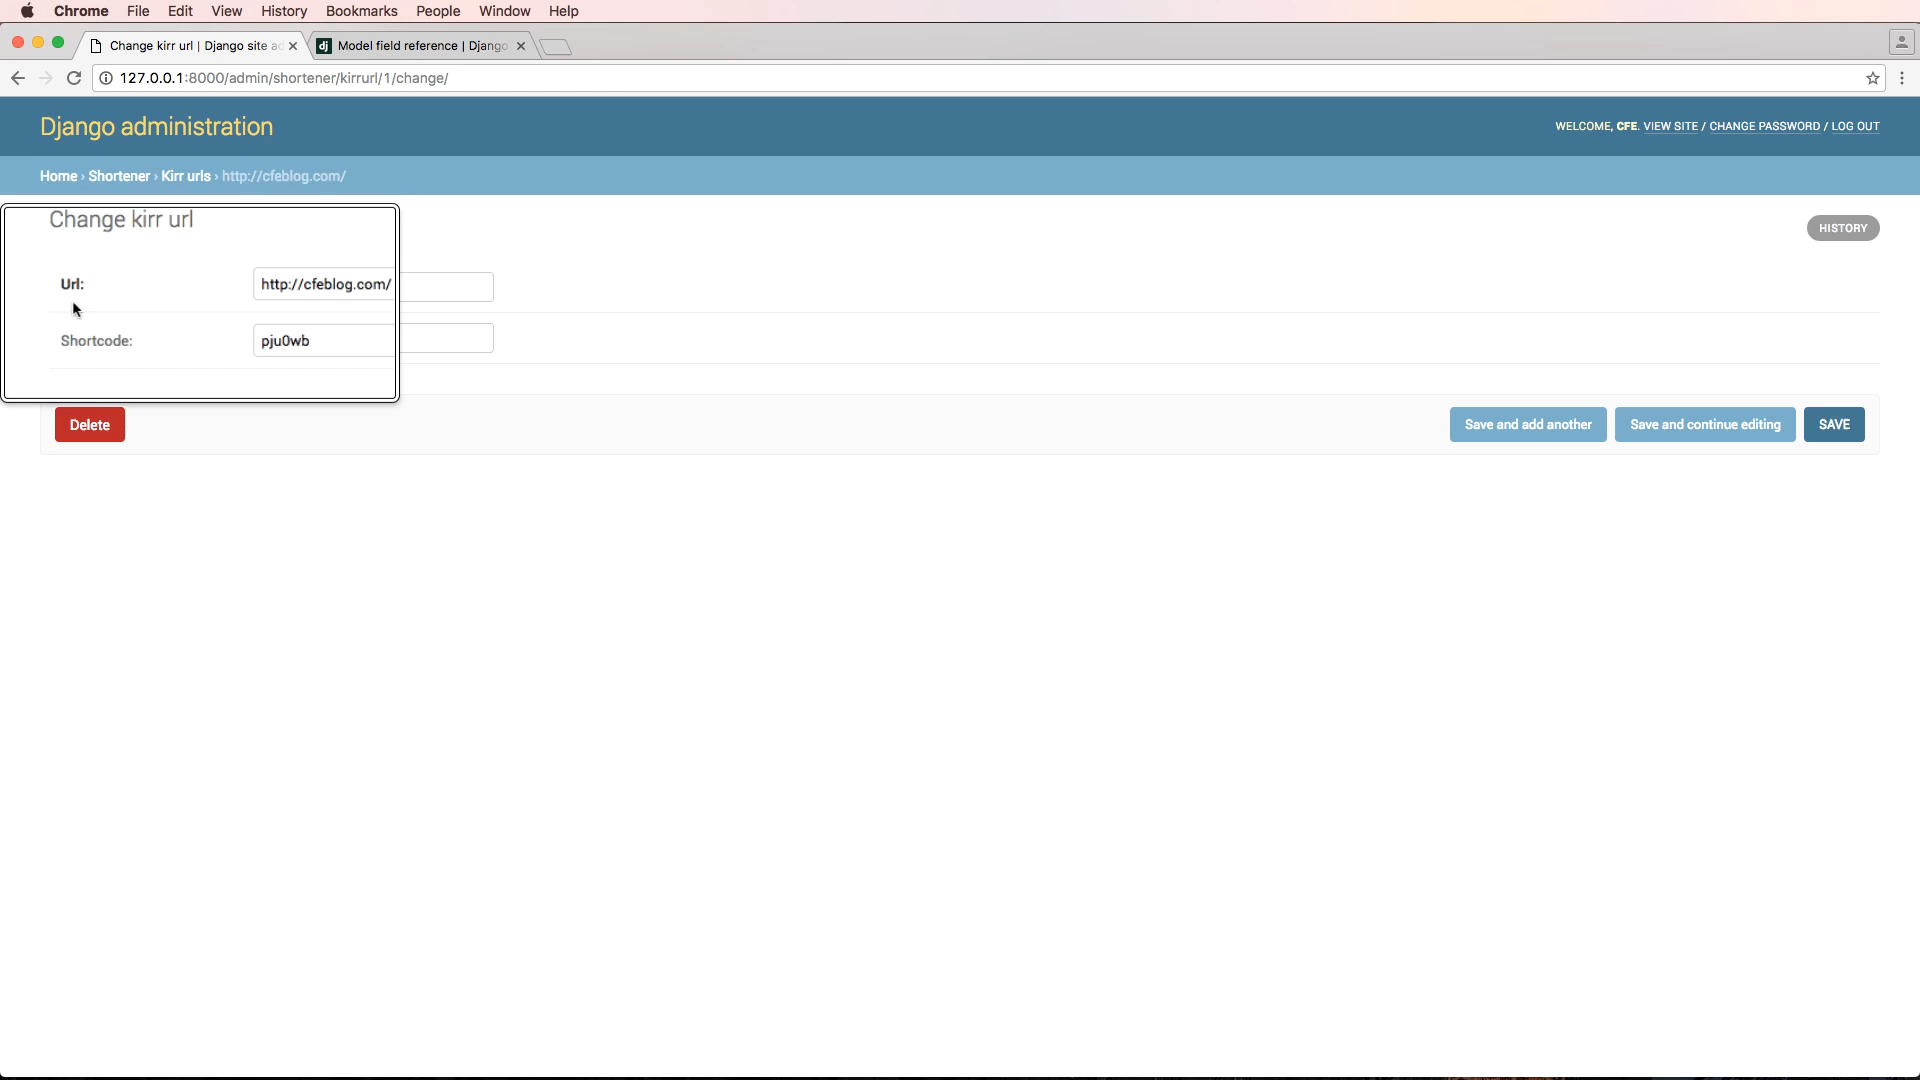 Chrome File Edit View History Bookmarks People Window Help
Change kirr url | Django site ad
Model field reference | Django
127.0.0.1:8000/admin/shortener/kirrurl/1/change/
Django administration
WELCOME, CFE. VIEW SITE / CHANGE PASSWORD / LOG OUT
Home › Shortener › Kirr urls › http://cfeblog.com/
Change kirr url
HISTORY
Url: http://cfeblog.com/
Shortcode: pju0wb
Delete
Save and add another
Save and continue editing
SAVE